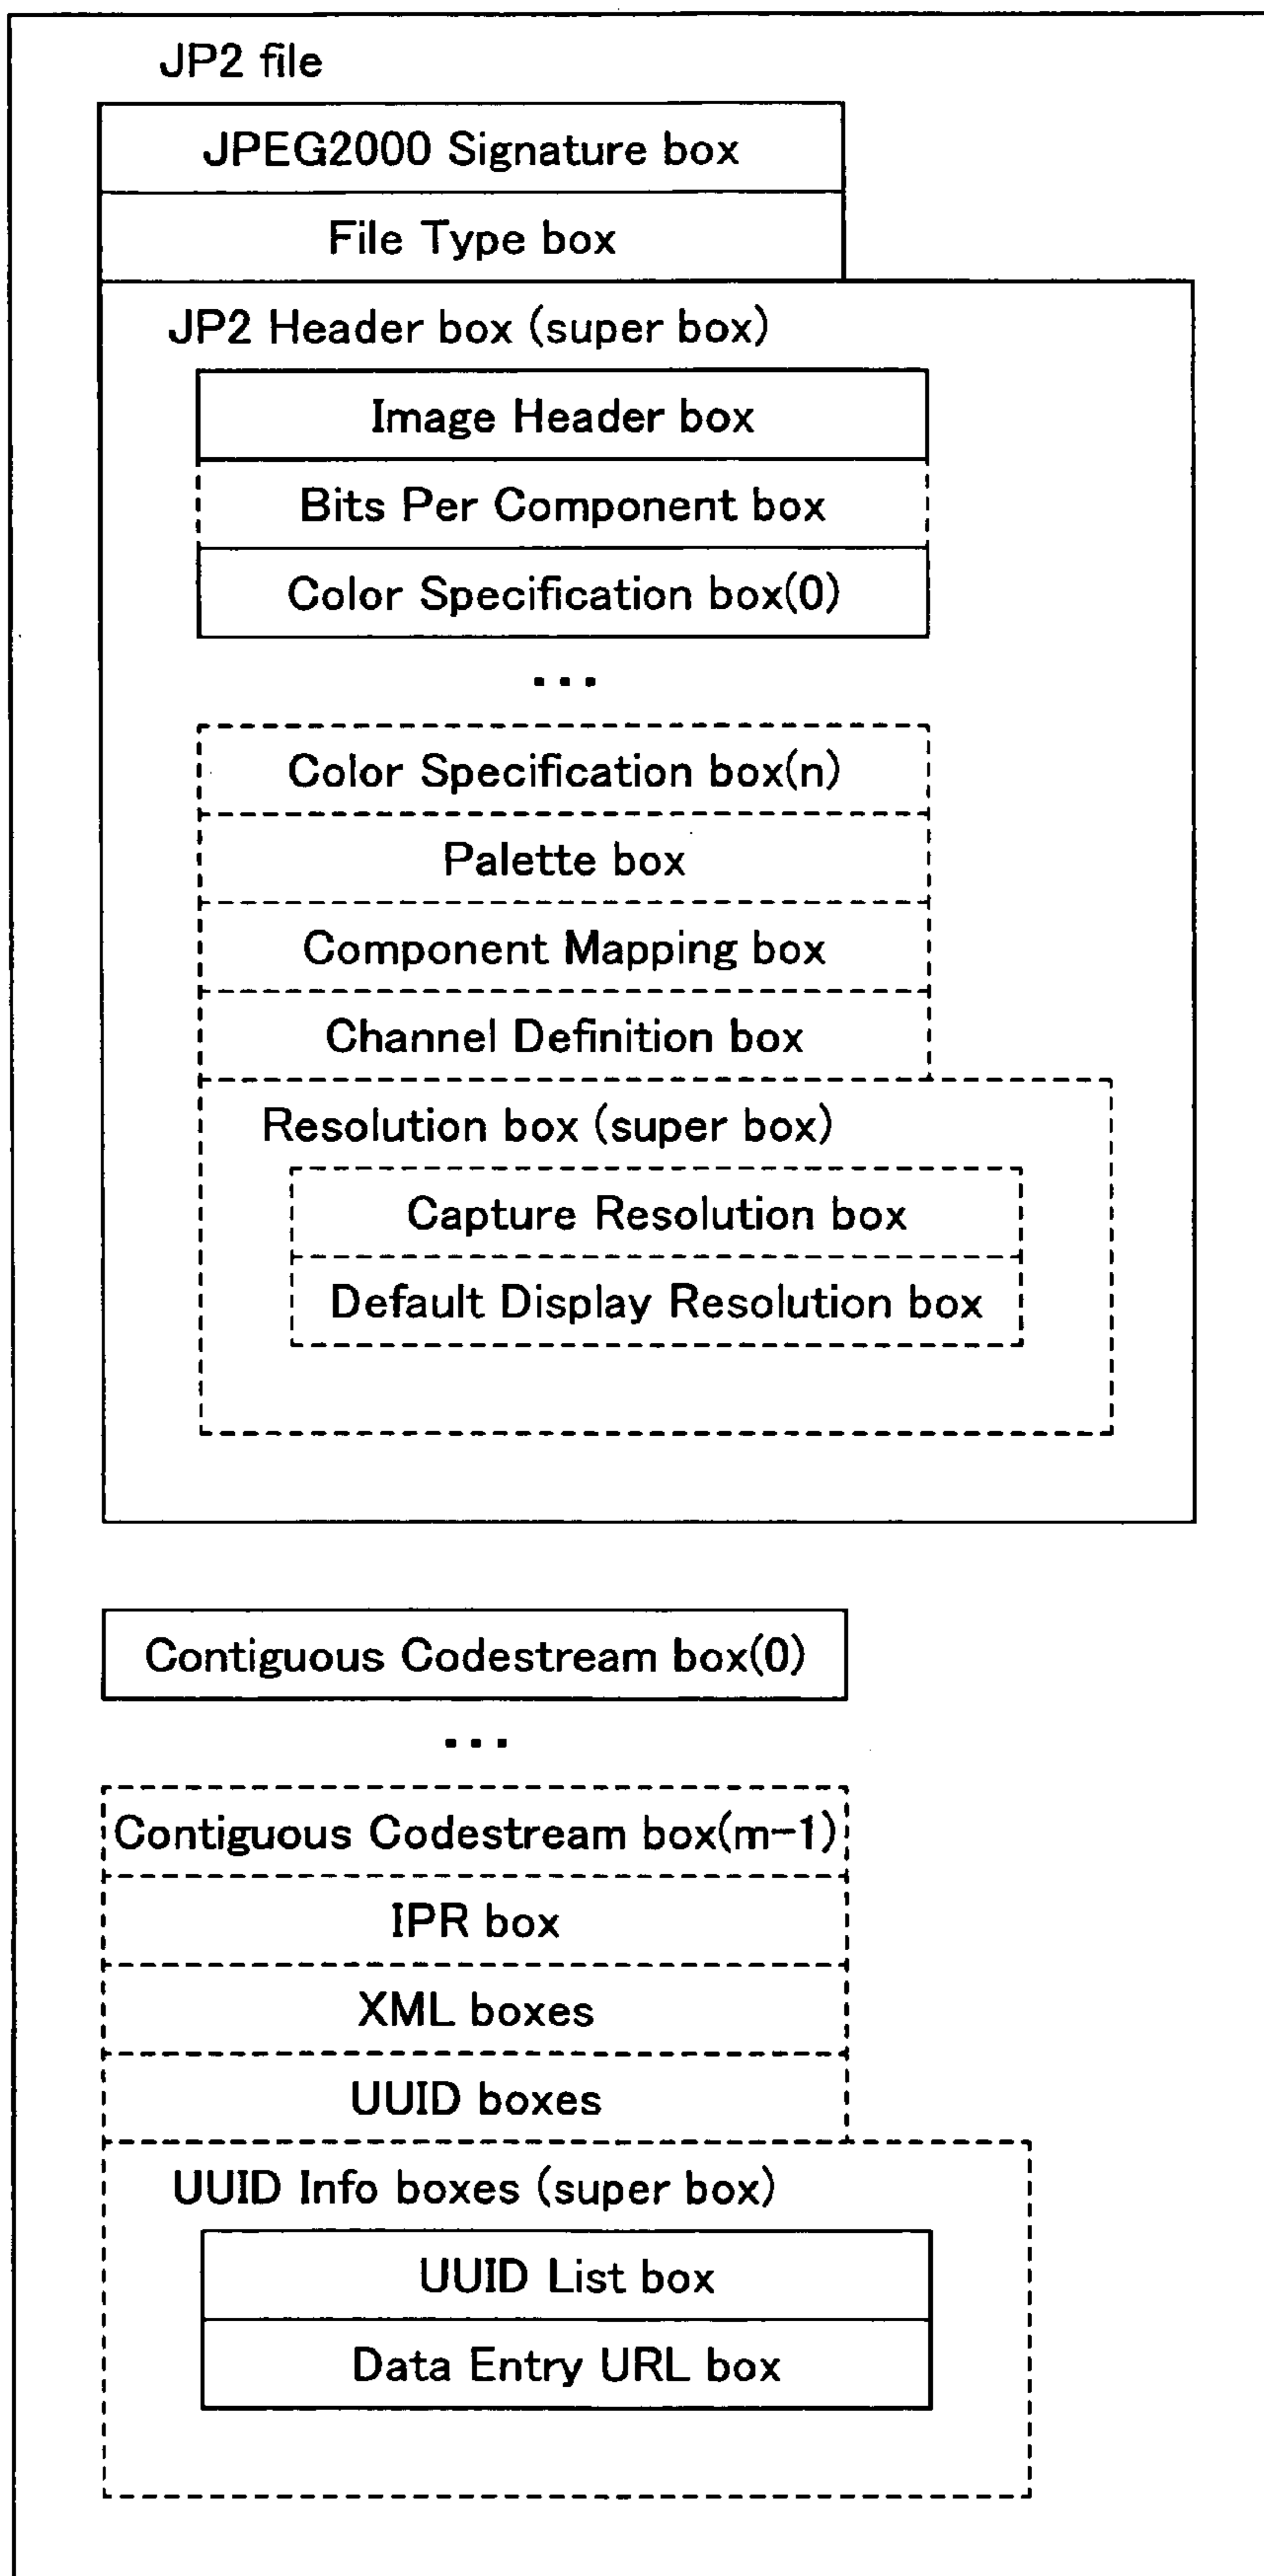 JP2 file
JPEG2000 Signature box
File Type box
JP2 Header box (super box)
Image Header box
Bits Per Component box
Color Specification box(0)
...
Color Specification box(n)
Palette box
Component Mapping box
Channel Definition box
Resolution box (super box)
Capture Resolution box
Default Display Resolution box
Contiguous Codestream box(0)
...
Contiguous Codestream box(m-1)
IPR box
XML boxes
UUID boxes
UUID Info boxes (super box)
UUID List box
Data Entry URL box